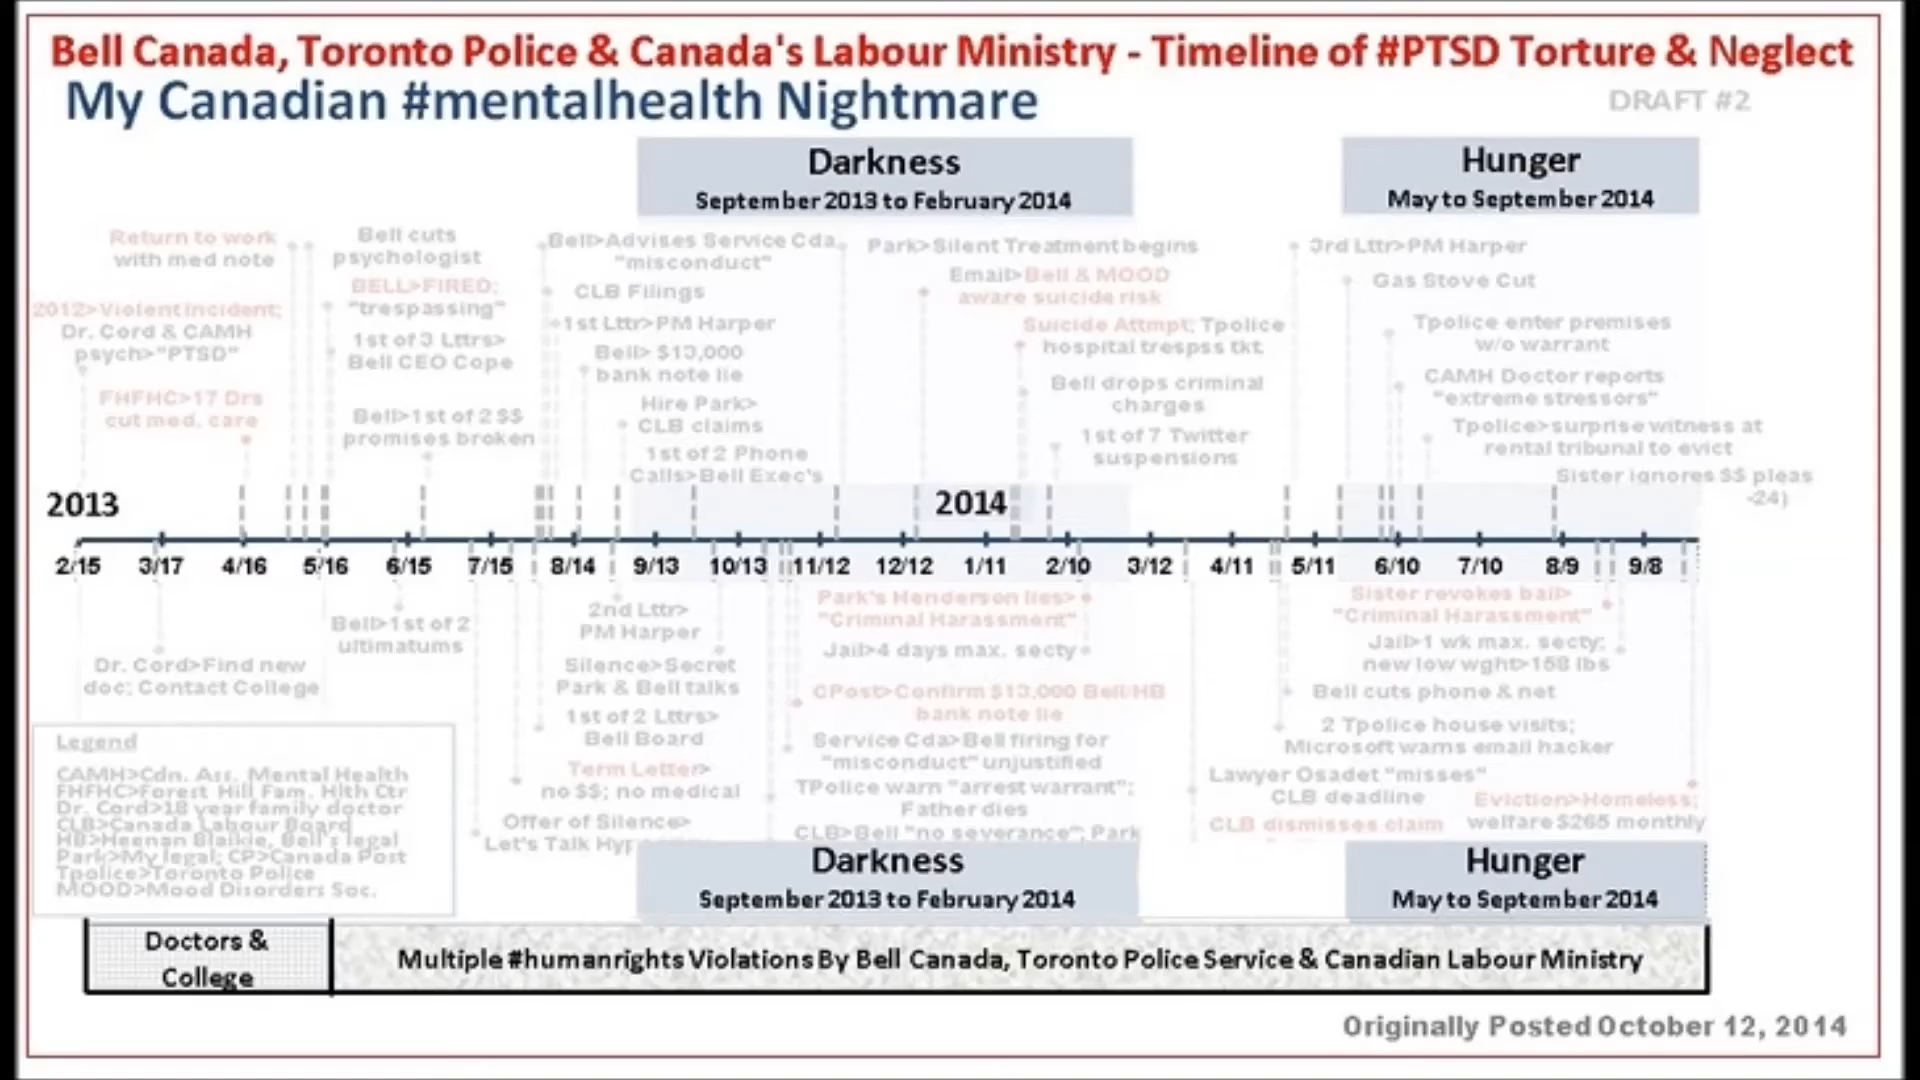 Bell Canada, Toronto Police & Canada's Labour Ministry - Timeline of #PTSD Torture & Neglect
My Canadian #mentalhealth Nightmare
DRAFT #2
Darkness
September 2013 to February 2014
Hunger
May to September 2014
Return to work
with med note
2012>Violent incident;
Dr. Cord & CAMH
psych>"PTSD"
FHFHC>17 Drs
cut med. care
Bell cuts
psychologist
BELL>FIRED;
"trespassing"
1st of 3 Lttrs>
Bell CEO Cope
Bell>1st of 2 $$
promises broken
Bell>Advises Service Cda
"misconduct"
CLB Filings
1st Lttr>PM Harper
Bell> $13,000
bank note lie
Hire Park>
CLB claims
1st of 2 Phone
Calls>Bell Exec's
Park>Silent Treatment begins
Email>Bell & MOOD
aware suicide risk
Suicide Attmpt; Tpolice
hospital trespss tkt.
Bell drops criminal
charges
1st of 7 Twitter
suspensions
3rd Lttr>PM Harper
Gas Stove Cut
Tpolice enter premises
w/o warrant
CAMH Doctor reports
"extreme stressors"
Tpolice>surprise witness at
rental tribunal to evict
Sister ignores $$ pleas
-24)
2013
2014
2/15 3/17 4/16 5/16 6/15 7/15 8/14 9/13 10/13 11/12 12/12 1/11 2/10 3/12 4/11 5/11 6/10 7/10 8/9 9/8
Dr. Cord>Find new
doc; Contact College
Bell>1st of 2
ultimatums
2nd Lttr>
PM Harper
Silence>Secret
Park & Bell talks
1st of 2 Lttrs>
Bell Board
Term Letter>
no $$; no medical
Offer of Silence>
Let's Talk Hyp
Park's Henderson lies>
"Criminal Harassment"
Jail>4 days max. secty
CPost>Confirm $13,000 Bell/HB
bank note lie
Service Cda>Bell firing for
"misconduct" unjustified
TPolice warn "arrest warrant";
Father dies
CLB>Bell "no severance"; Park
Sister revokes bail>
"Criminal Harassment"
Jail>1 wk max. secty;
new low wght>158 lbs
Bell cuts phone & net
2 Tpolice house visits;
Microsoft warns email hacker
Lawyer Osadet "misses"
CLB deadline
CLB dismisses claim
Eviction>Homeless;
welfare $265 monthly
Legend
CAMH>Cdn. Ass. Mental Health
FHFHC>Forest Hill Fam. Hlth Ctr
Dr. Cord>18 year family doctor
CLB>Canada Labour Board
HB>Heenan Blaikie, Bell's legal
Park>My legal; CP>Canada Post
Tpolice>Toronto Police
MOOD>Mood Disorders Soc.
Darkness
September 2013 to February 2014
Hunger
May to September 2014
Doctors &
College
Multiple #humanrights Violations By Bell Canada, Toronto Police Service & Canadian Labour Ministry
Originally Posted October 12, 2014